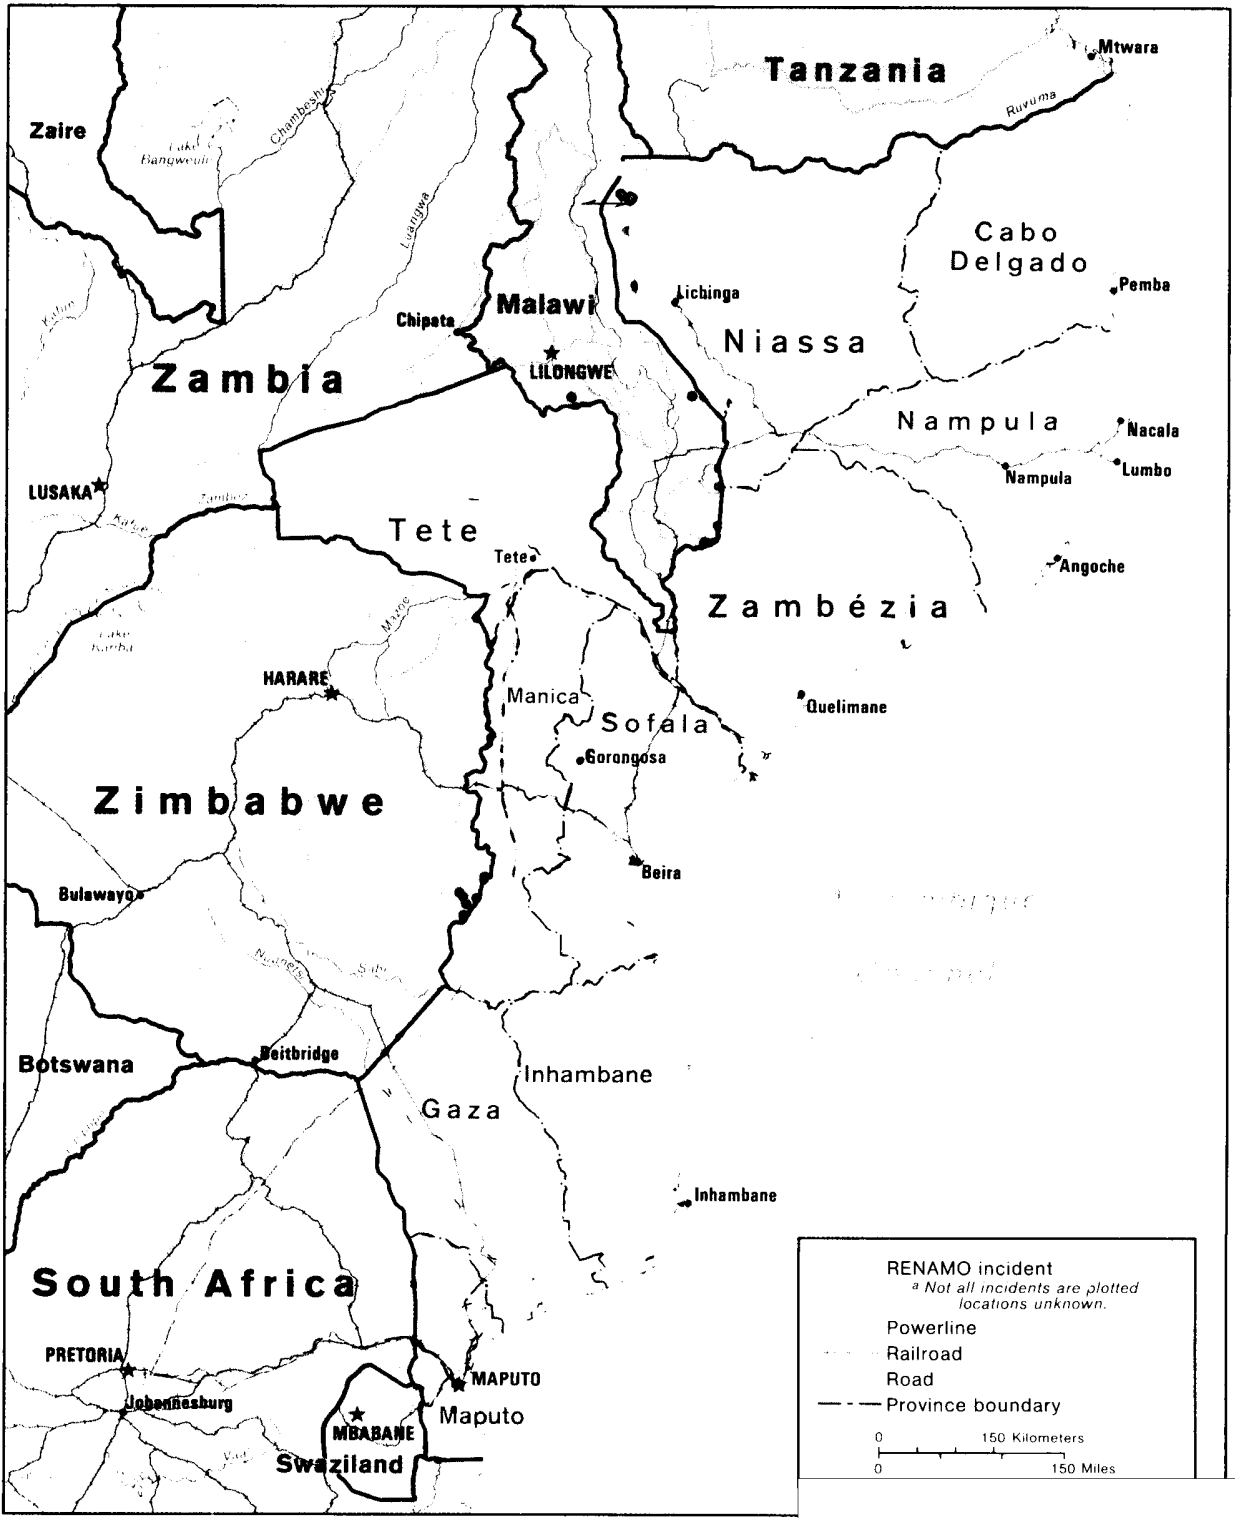 Mtwara
Tanzania
Ruvuma
Zaire
Chambeshi
Lake
Bangweulu
Luangwa
Cabo
Delgado
Pemba
Lichinga
Malawi
Chipata
Niassa
LILONGWE
Zambia
Nampula
Nacala
Lumbo
Nampula
LUSAKA
Kafue
Tete
Tete
Angoche
Zambézia
Mazoe
Lake
Kariba
HARARE
Manica
Quelimane
Sofala
Gorongosa
Zimbabwe
Beira
Bulawayo
Sabi
Botswana
Beitbridge
Inhambane
Gaza
Inhambane
South Africa
PRETORIA
Johannesburg
MAPUTO
Maputo
MBABANE
Swaziland
RENAMO incident
a Not all incidents are plotted
locations unknown.
Powerline
Railroad
Road
Province boundary
0 150 Kilometers
0 150 Miles